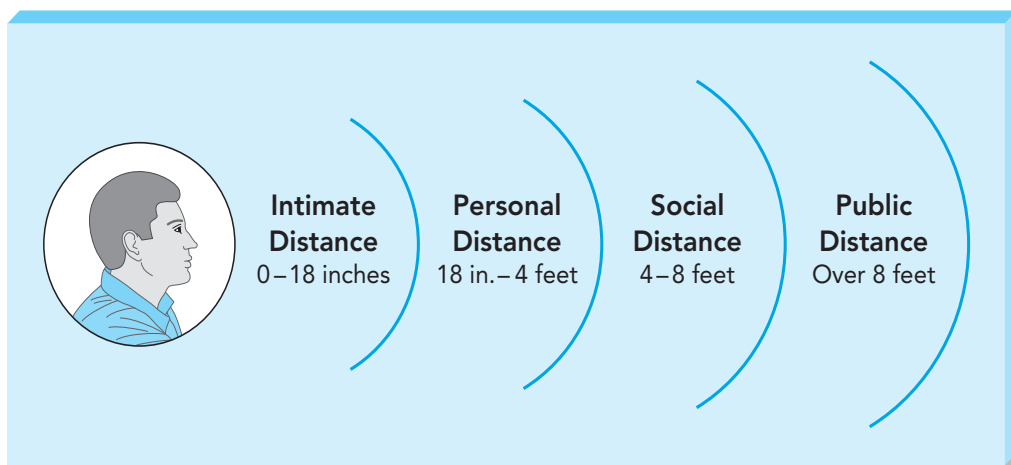 Intimate
Distance
0–18 inches
Personal
Distance
18 in.–4 feet
Social
Distance
4–8 feet
Public
Distance
Over 8 feet